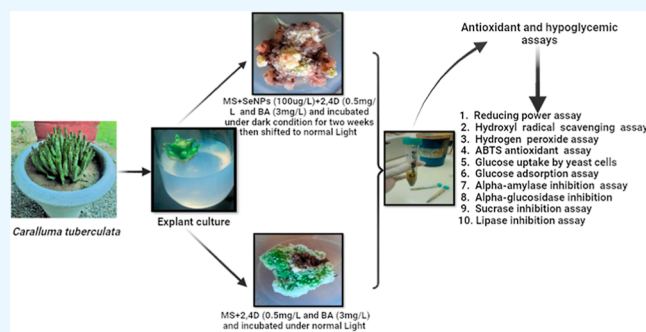 Antioxidant and hypoglycemic
assays
MS+SeNPs (100ug/L)+2,4D (0.5mg/
L and BA (3mg/L) and incubated
under dark condition for two weeks
then shifted to normal Light
1. Reducing power assay
2. Hydroxyl radical scavenging assay
3. Hydrogen peroxide assay
4. ABTS antioxidant assay
5. Glucose uptake by yeast cells
6. Glucose adsorption assay
7. Alpha-amylase inhibition assay
8. Alpha-glucosidase inhibition
9. Sucrase inhibition assay
10. Lipase inhibition assay
Caralluma tuberculata
Explant culture
MS+2,4D (0.5mg/L and BA (3mg/L)
and incubated under normal Light